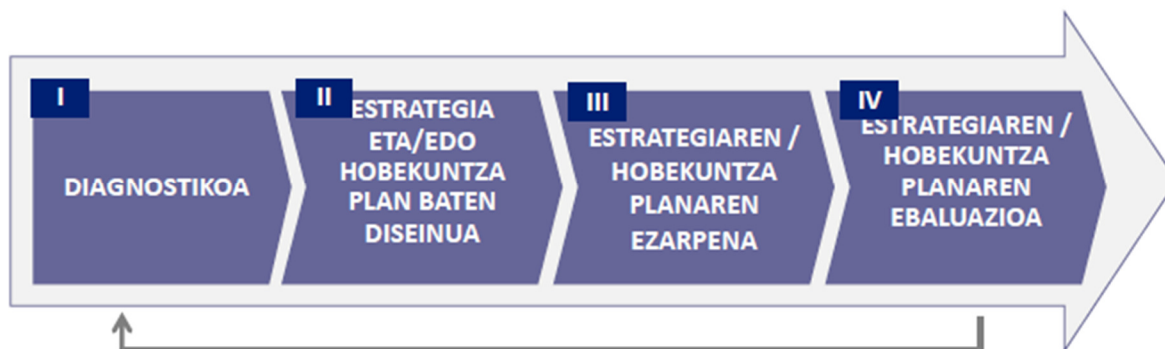 I
DIAGNOSTIKOA
II
ESTRATEGIA
ETA/EDO
HOBEKUNTZA
PLAN BATEN
DISEINUA
III
ESTRATEGIAREN /
HOBEKUNTZA
PLANAREN
EZARPENA
IV
ESTRATEGIAREN /
HOBEKUNTZA
PLANAREN
EBALUAZIOA